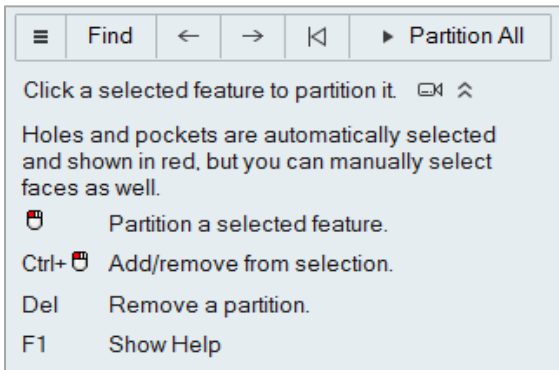 Find Partition All
Click a selected feature to partition it.
Holes and pockets are automatically selected
and shown in red, but you can manually select
faces as well.
Partition a selected feature.
Ctrl+ Add/remove from selection.
Del Remove a partition.
F1 Show Help